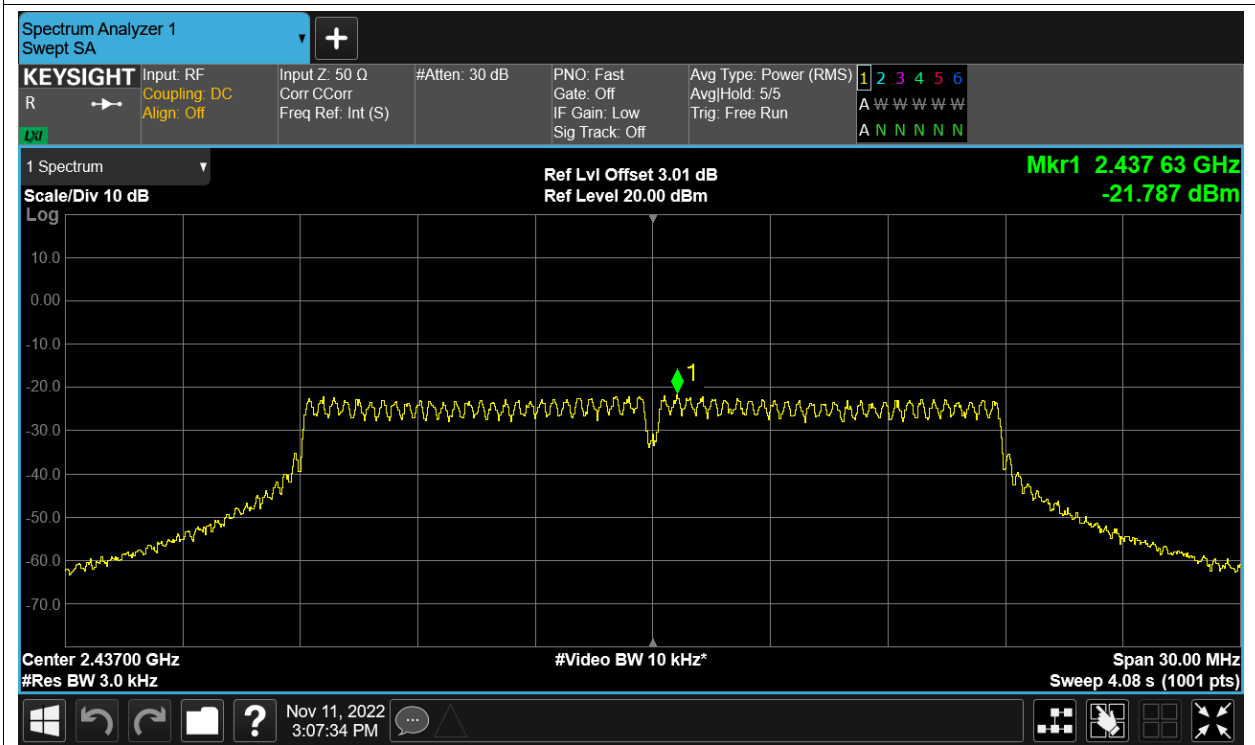 Spectrum Analyzer 1
Swept SA
KEYSIGHT
R
LXI
Input: RF
Coupling: DC
Align: Off
Input Z: 50 Ω
Corr CCorr
Freq Ref: Int (S)
#Atten: 30 dB
PNO: Fast
Gate: Off
IF Gain: Low
Sig Track: Off
Avg Type: Power (RMS)
Avg|Hold: 5/5
Trig: Free Run
1 2 3 4 5 6
A W W W W W
A N N N N N
1 Spectrum
Scale/Div 10 dB
Log
Ref Lvl Offset 3.01 dB
Ref Level 20.00 dBm
Mkr1 2.437 63 GHz
-21.787 dBm
10.0
0.00
-10.0
-20.0
-30.0
-40.0
-50.0
-60.0
-70.0
1
Center 2.43700 GHz
#Res BW 3.0 kHz
#Video BW 10 kHz*
Span 30.00 MHz
Sweep 4.08 s (1001 pts)
?
Nov 11, 2022
3:07:34 PM